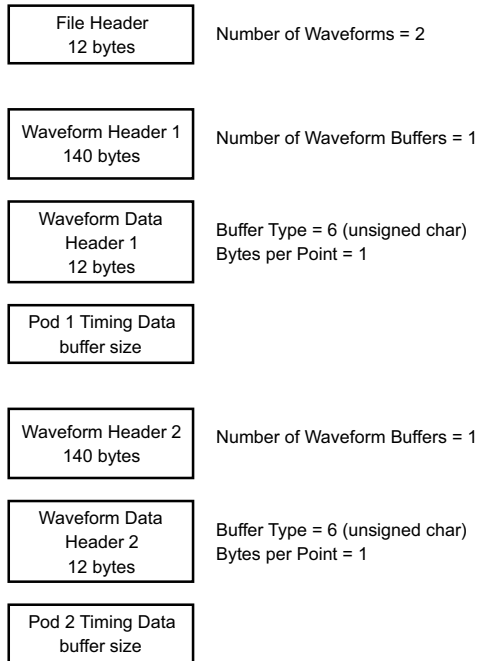 File Header
12 bytes
Number of Waveforms = 2
Waveform Header 1
140 bytes
Number of Waveform Buffers = 1
Waveform Data
Header 1
12 bytes
Buffer Type = 6 (unsigned char)
Bytes per Point = 1
Pod 1 Timing Data
buffer size
Waveform Header 2
140 bytes
Number of Waveform Buffers = 1
Waveform Data
Header 2
12 bytes
Buffer Type = 6 (unsigned char)
Bytes per Point = 1
Pod 2 Timing Data
buffer size